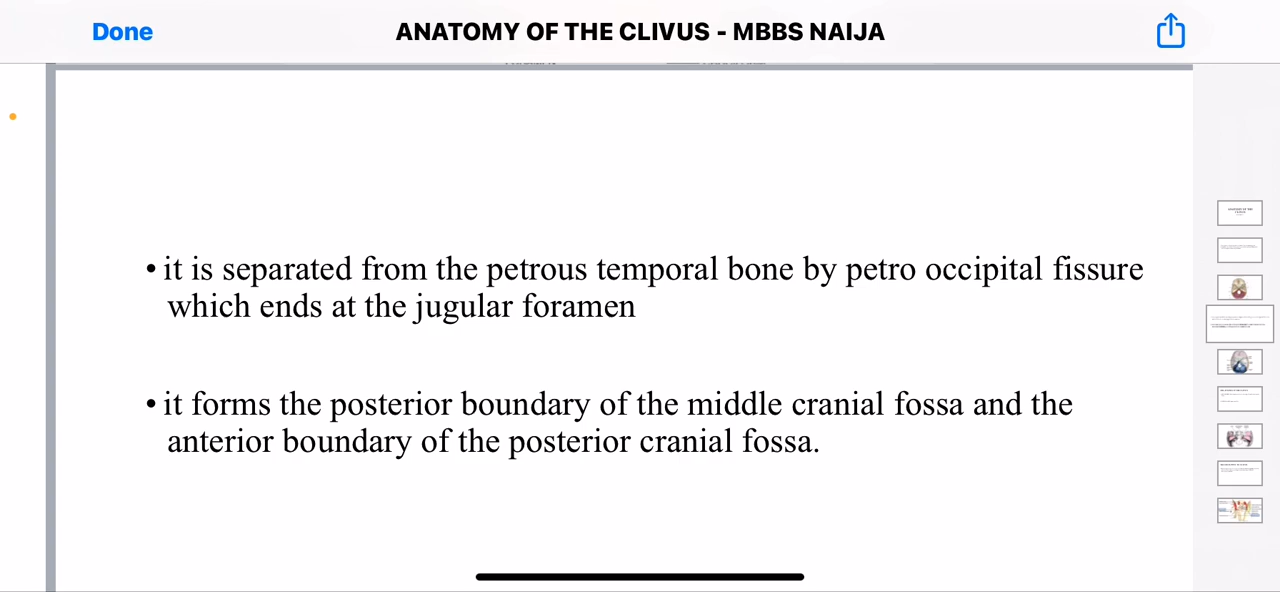 Done
ANATOMY OF THE CLIVUS - MBBS NAIJA
• it is separated from the petrous temporal bone by petro occipital fissure
which ends at the jugular foramen
• it forms the posterior boundary of the middle cranial fossa and the
anterior boundary of the posterior cranial fossa.